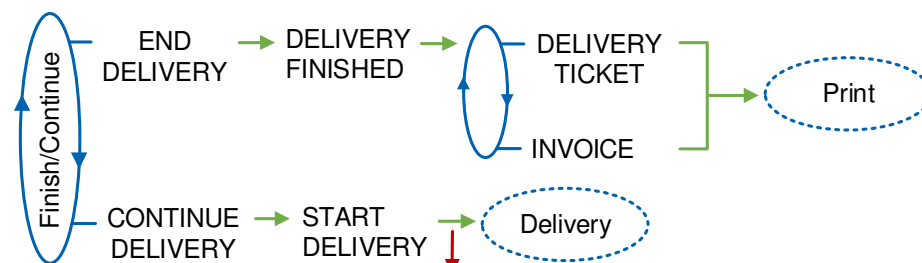 Finish/Continue
END
DELIVERY
DELIVERY
FINISHED
DELIVERY
TICKET
INVOICE
Print
CONTINUE
DELIVERY
START
DELIVERY
Delivery